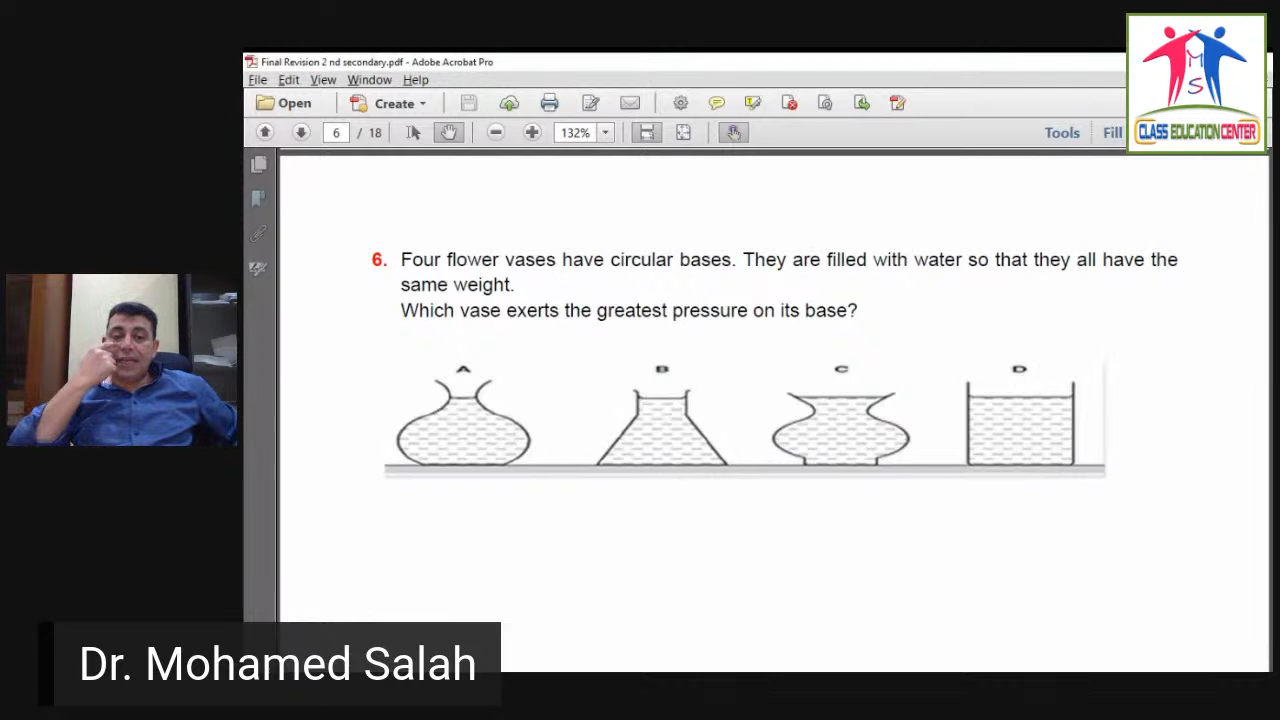 M
S
CLASS EDUCATION CENTER
Final Revision 2 nd secondary.pdf - Adobe Acrobat Pro
File Edit View Window Help
Open Create
6 / 18 132% Tools Fill
6. Four flower vases have circular bases. They are filled with water so that they all have the
same weight.
Which vase exerts the greatest pressure on its base?
A B C D
Dr. Mohamed Salah